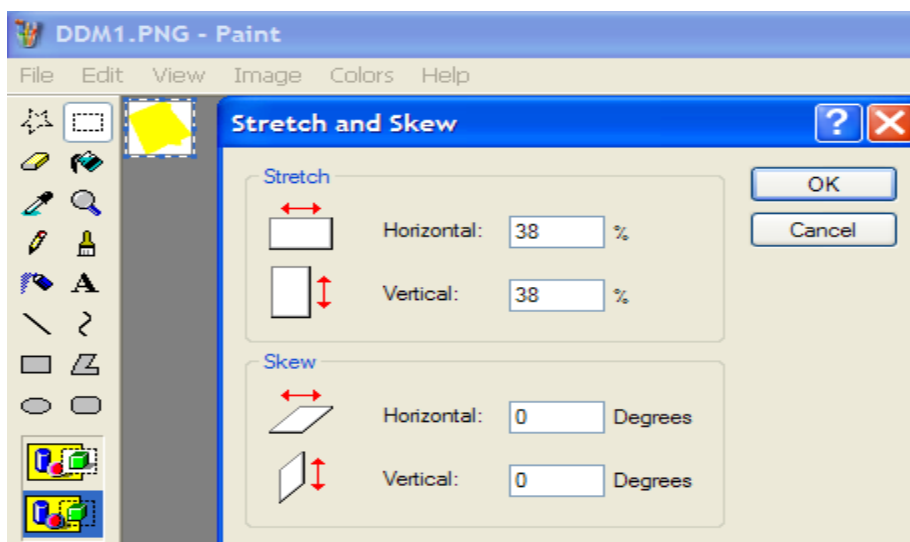 DDM1.PNG - Paint
File Edit View Image Colors Help
Stretch and Skew
Stretch
OK
Horizontal: 38 %
Cancel
Vertical: 38 %
Skew
Horizontal: 0 Degrees
Vertical: 0 Degrees